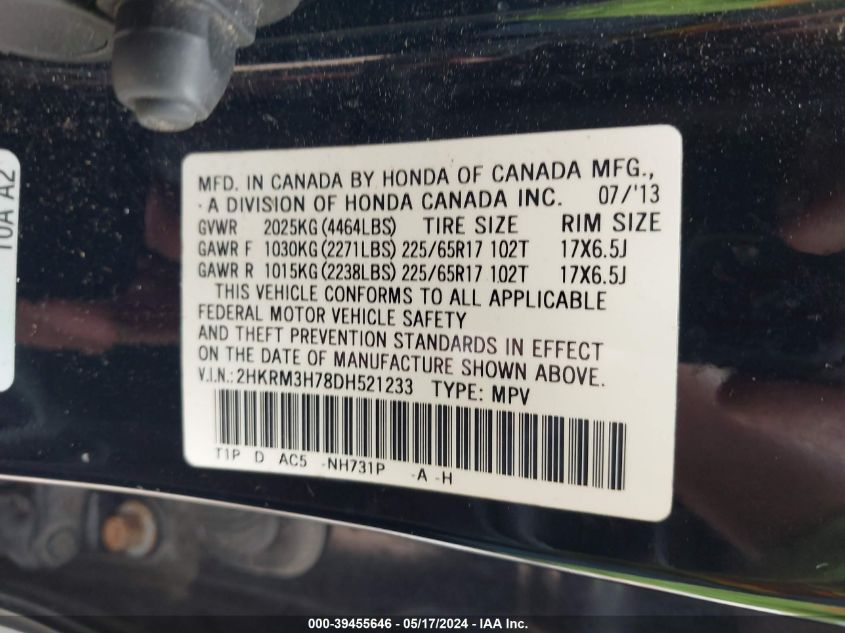 10A A2
MFD. IN CANADA BY HONDA OF CANADA MFG.,
- A DIVISION OF HONDA CANADA INC. 07/'13
GVWR 2025KG(4464LBS) TIRE SIZE RIM SIZE
GAWR F 1030KG(2271LBS) 225/65R17 102T 17X6.5J
GAWR R 1015KG(2238LBS) 225/65R17 102T 17X6.5J
THIS VEHICLE CONFORMS TO ALL APPLICABLE
FEDERAL MOTOR VEHICLE SAFETY
AND THEFT PREVENTION STANDARDS IN EFFECT
ON THE DATE OF MANUFACTURE SHOWN ABOVE.
V.I.N.:2HKRM3H78DH521233 TYPE: MPV
T1P D AC5 -NH731P -A -H
000-39455646 - 05/17/2024 - IAA Inc.